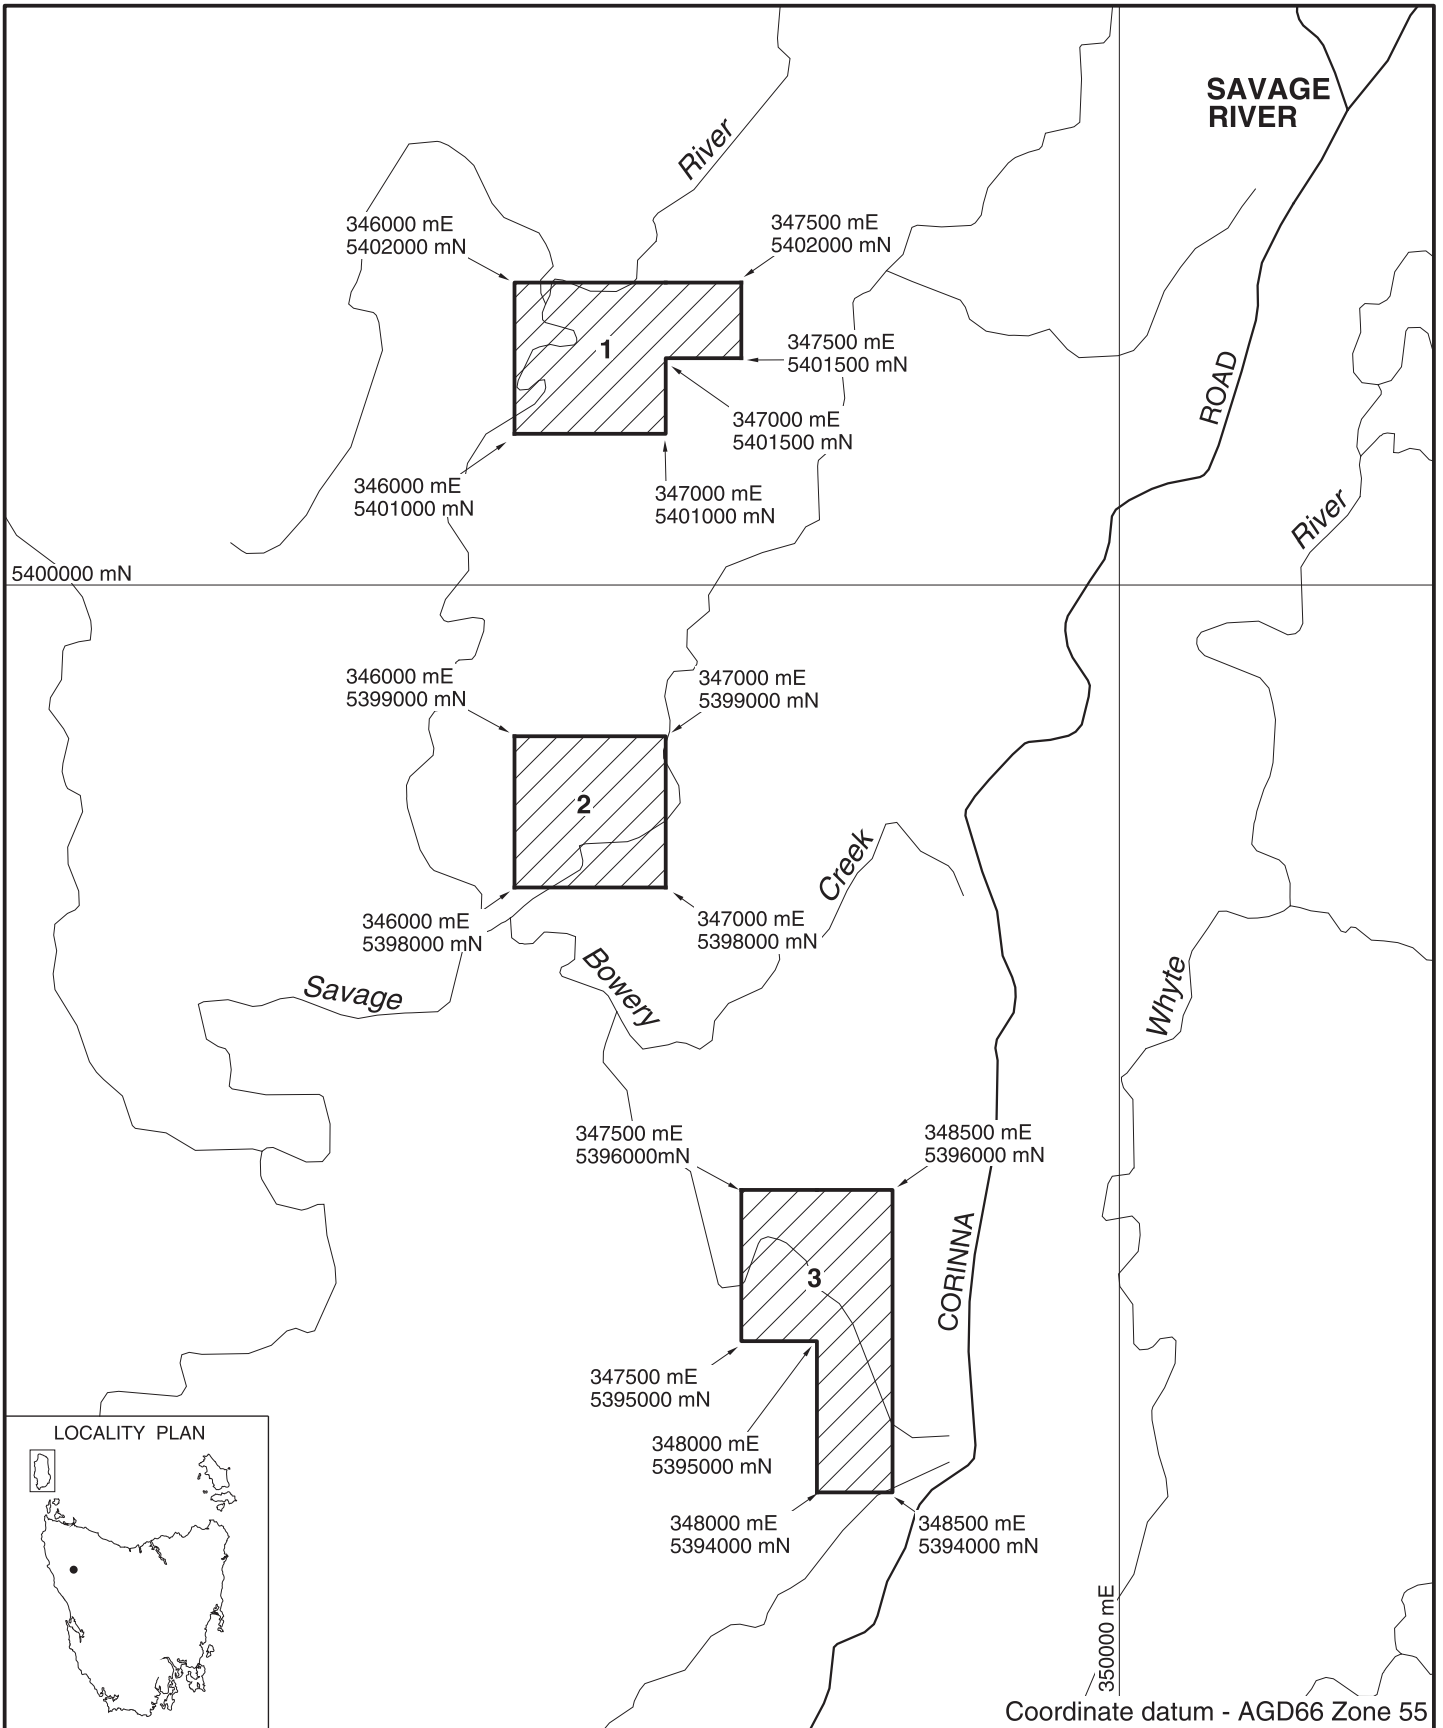 SAVAGE
RIVER
River
346000 mE
5402000 mN
347500 mE
5402000 mN
1
347500 mE
5401500 mN
347000 mE
5401500 mN
ROAD
346000 mE
5401000 mN
347000 mE
5401000 mN
River
5400000 mN
346000 mE
5399000 mN
347000 mE
5399000 mN
2
Creek
346000 mE
5398000 mN
347000 mE
5398000 mN
Savage
Bowery
Whyte
347500 mE
5396000mN
348500 mE
5396000 mN
3
CORINNA
347500 mE
5395000 mN
348000 mE
5395000 mN
LOCALITY PLAN
348000 mE
5394000 mN
348500 mE
5394000 mN
350000 mE
Coordinate datum - AGD66 Zone 55